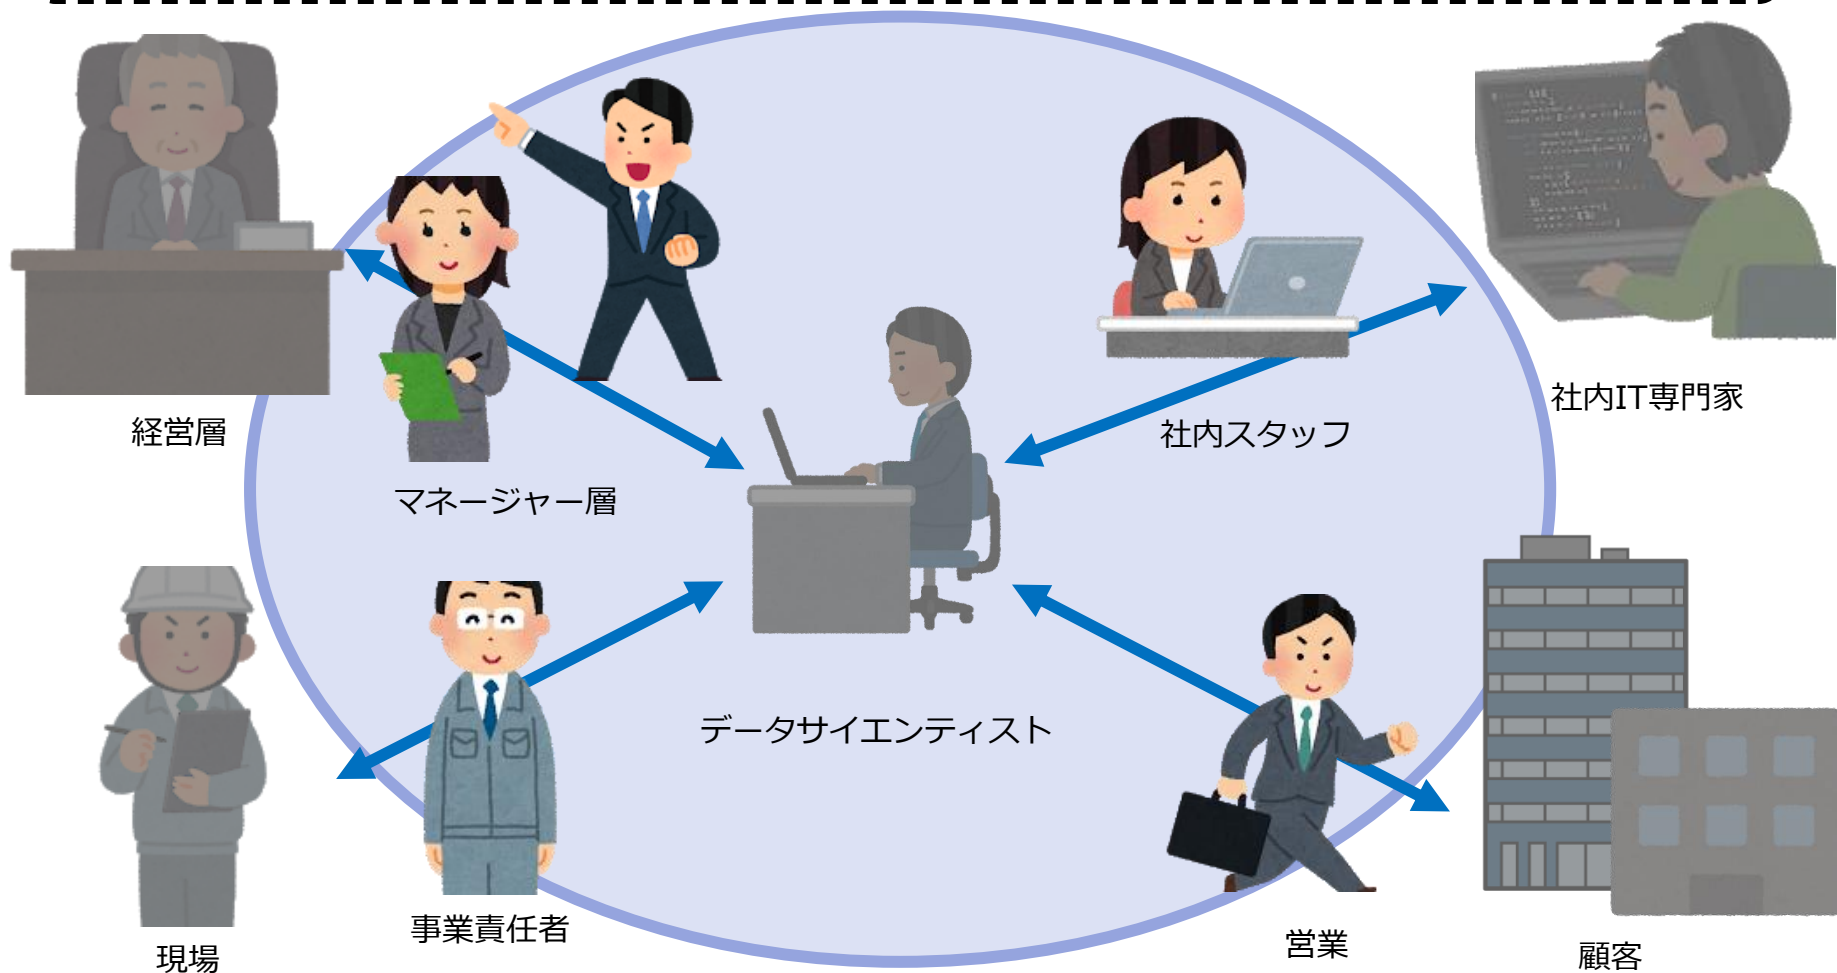 経営層
社内IT専門家
社内スタッフ
マネージャー層
データサイエンティスト
事業責任者
営業
現場
顧客